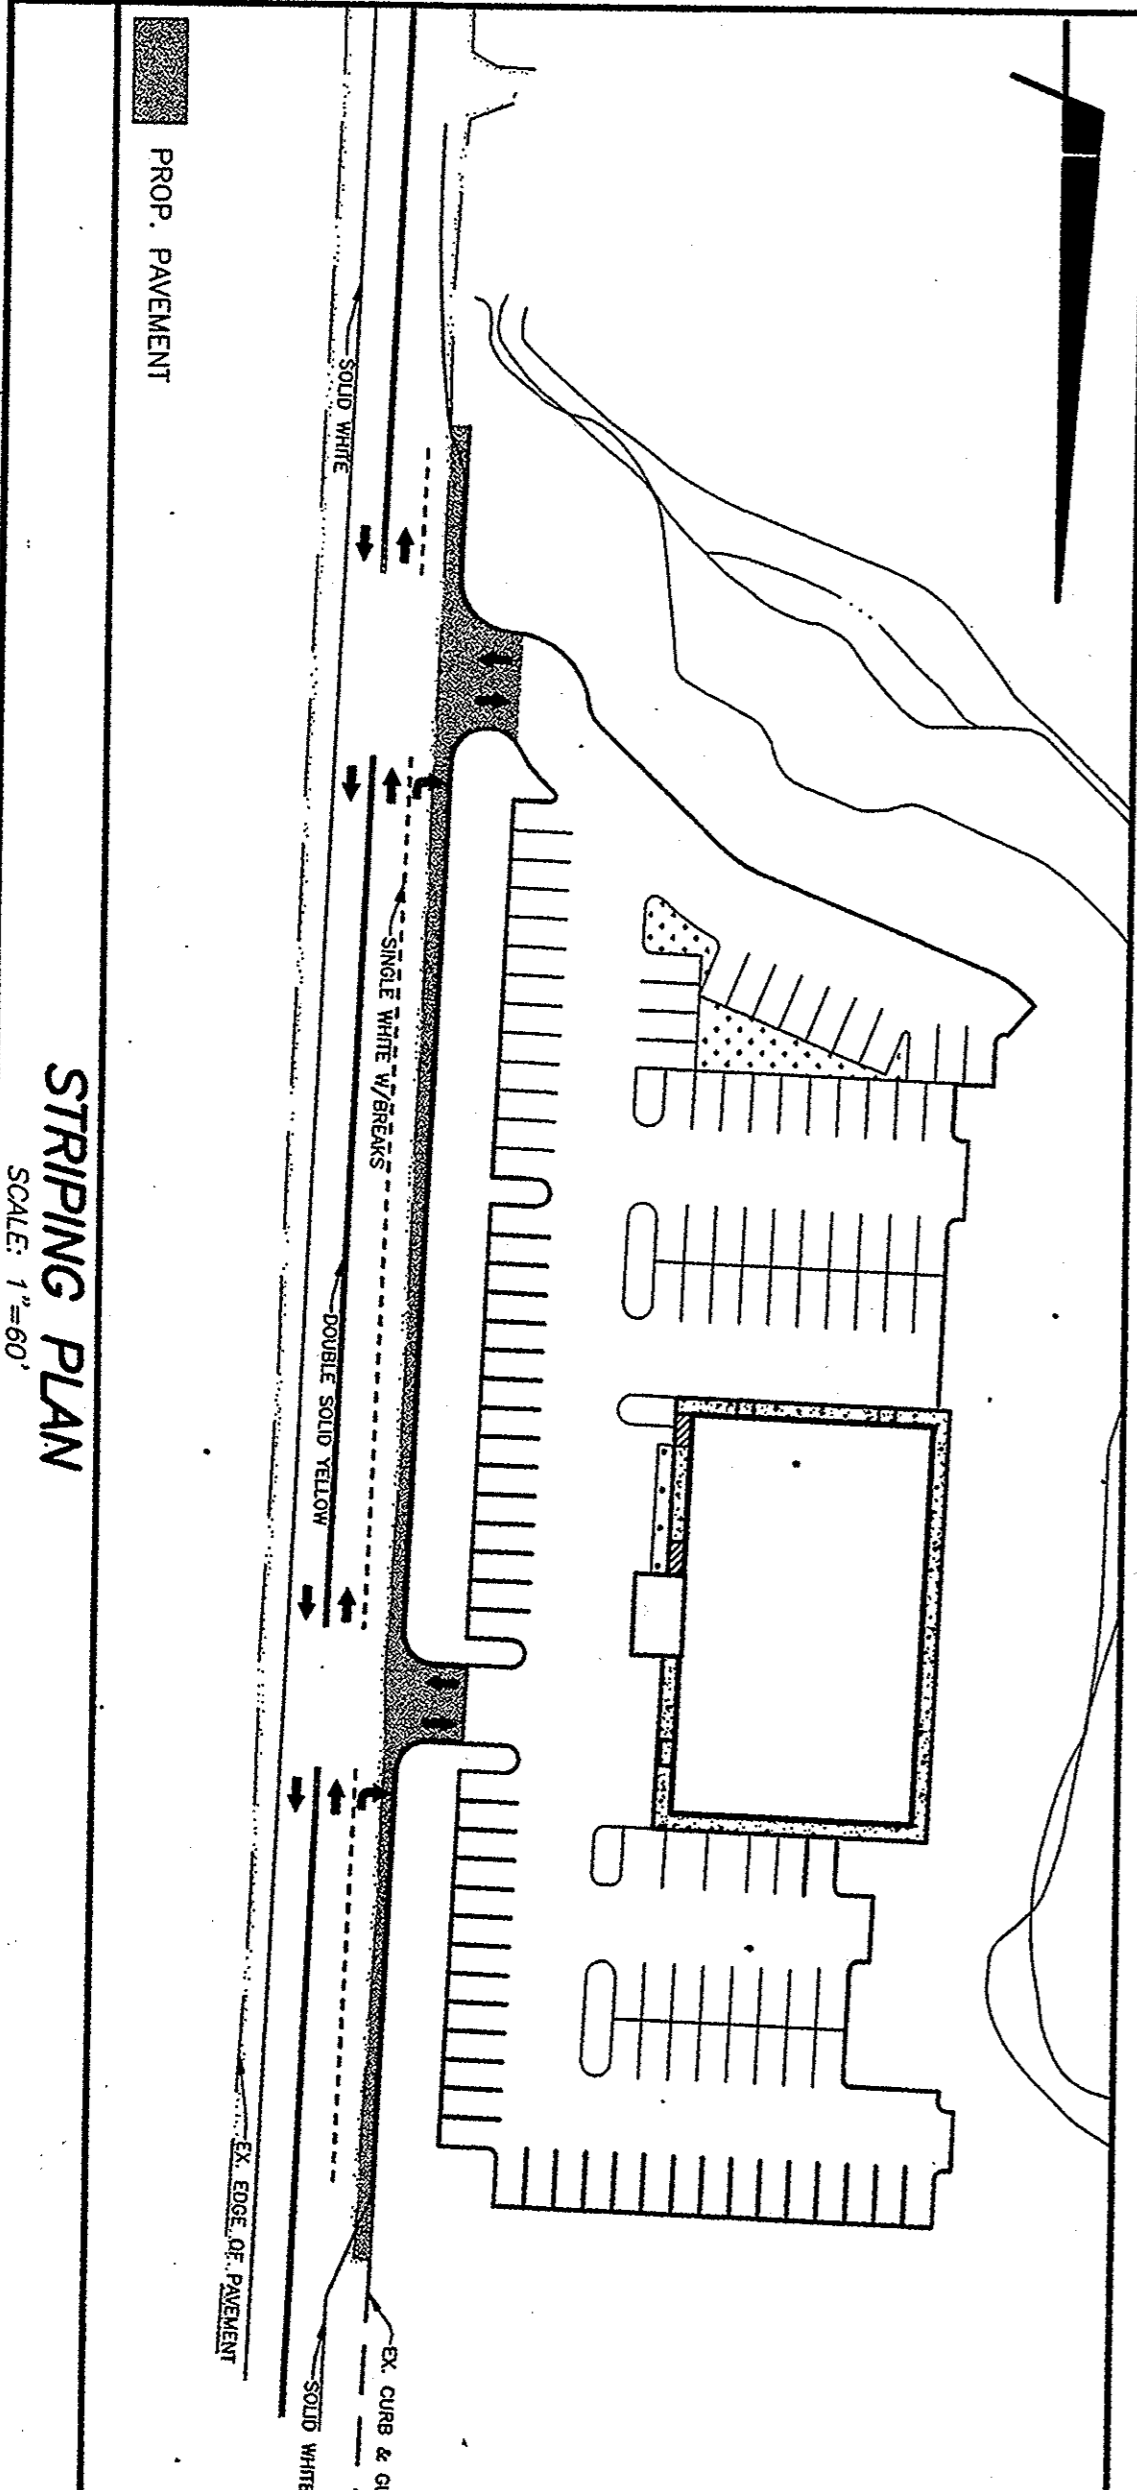 PROP. PAVEMENT
SOLID WHITE
SINGLE WHITE W/BREAKS
DOUBLE SOLID YELLOW
EX. EDGE OF PAVEMENT
EX. CURB & GU
SOLID WHITE
STRIPING PLAN
SCALE: 1"=60'